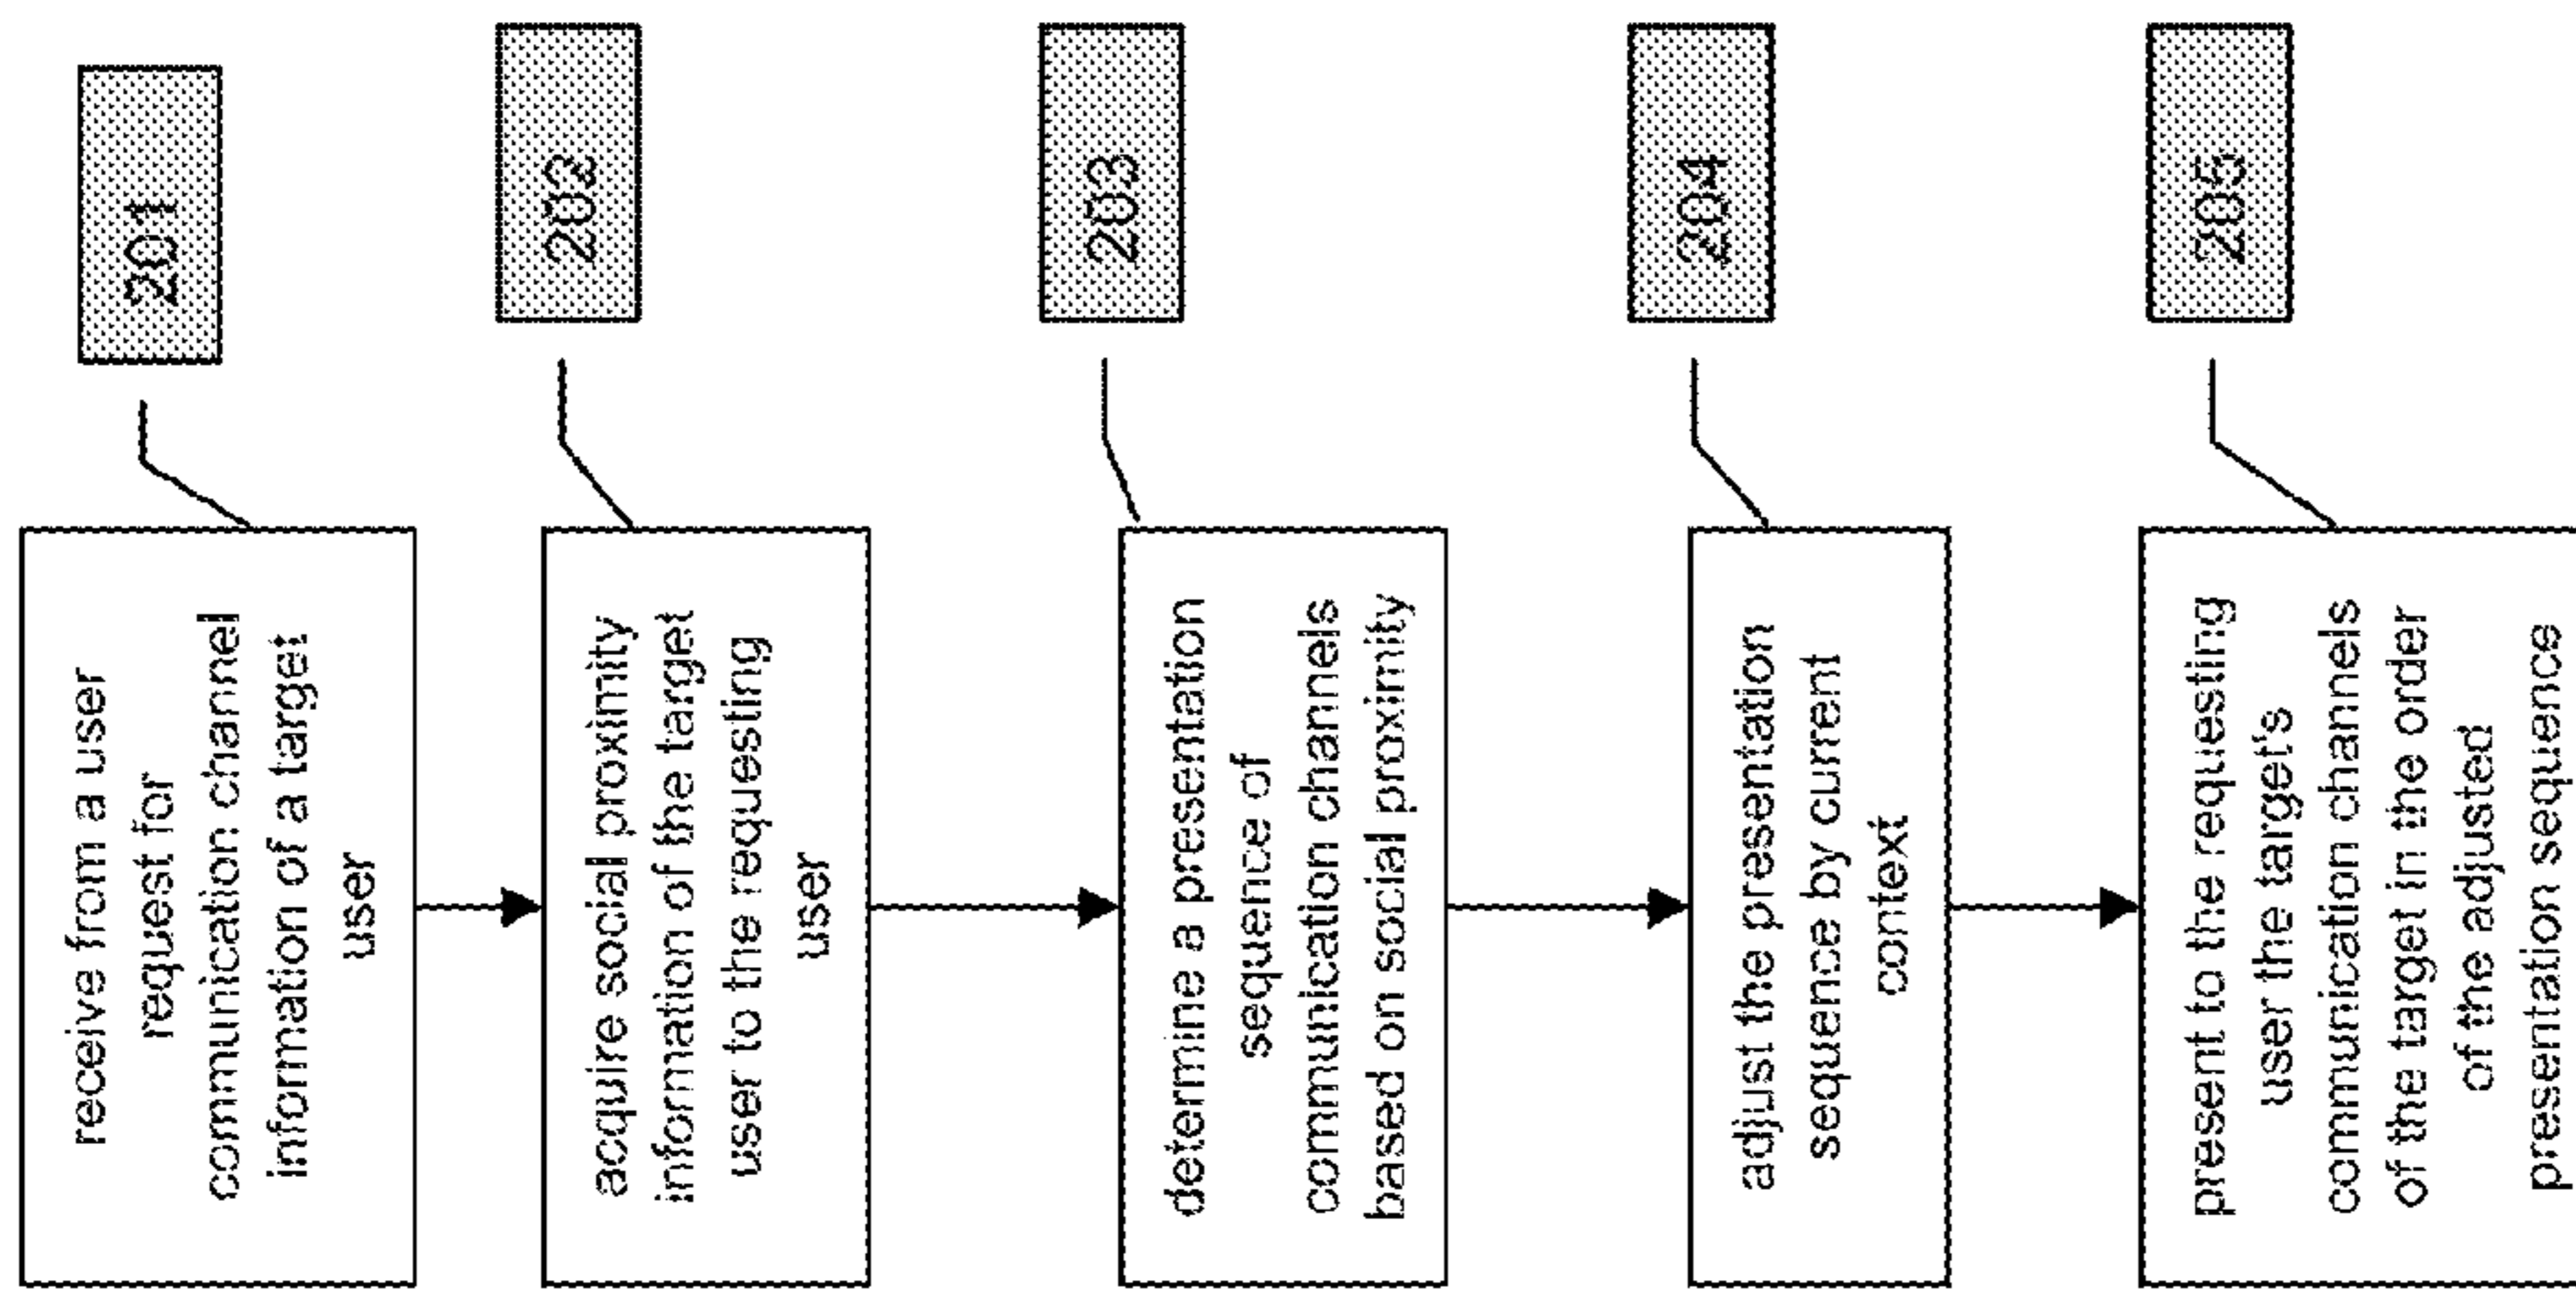 receive from a user
request for
communication channel
information of a target
user
201
acquire social proximity
information of the target
user to the requesting
user
202
determine a presentation
sequence of
communication channels
based on social proximity
203
adjust the presentation
sequence by current
context
204
present to the requesting
user the target's
communication channels
of the target in the order
of the adjusted
presentation sequence
205